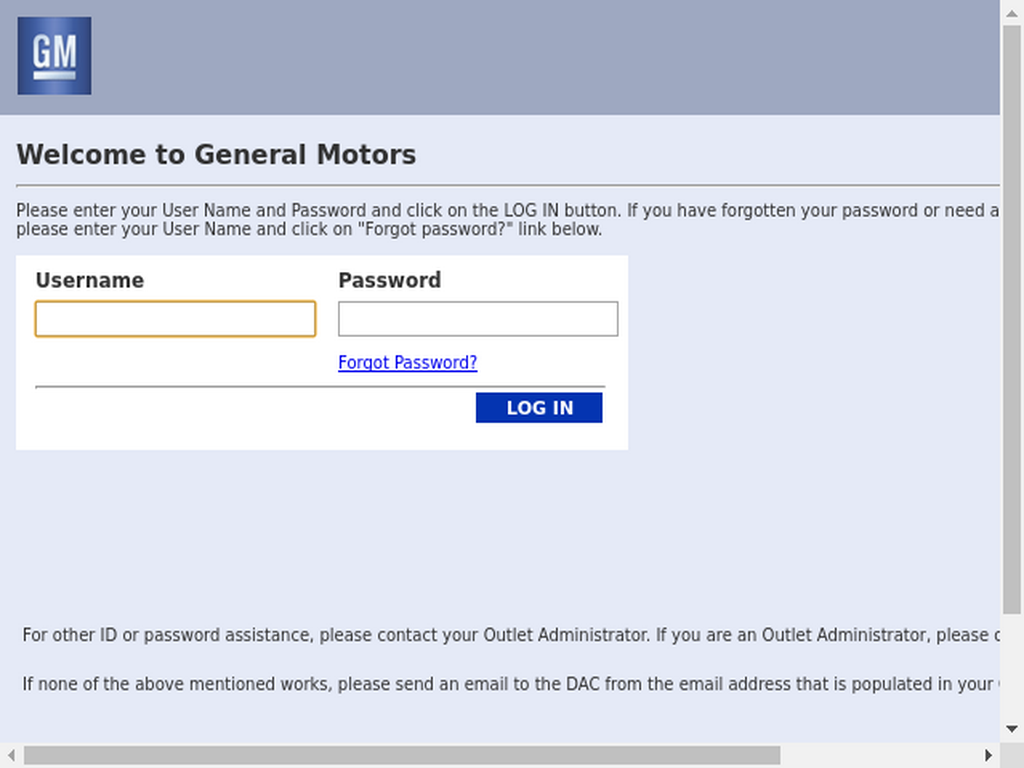 GM
Welcome to General Motors
Please enter your User Name and Password and click on the LOG IN button. If you have forgotten your password or need a
please enter your User Name and click on "Forgot password?" link below.
Username Password
Forgot Password?
LOG IN
For other ID or password assistance, please contact your Outlet Administrator. If you are an Outlet Administrator, please
If none of the above mentioned works, please send an email to the DAC from the email address that is populated in your